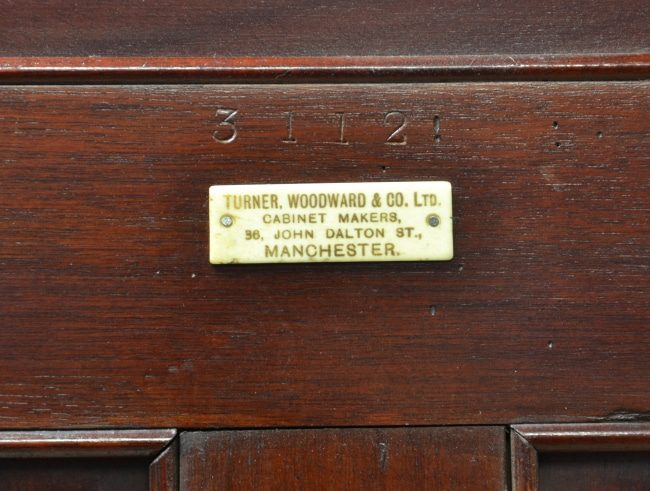 3 1 1 2 1
TURNER, WOODWARD & CO. LTD.
CABINET MAKERS,
36, JOHN DALTON ST.,
MANCHESTER.